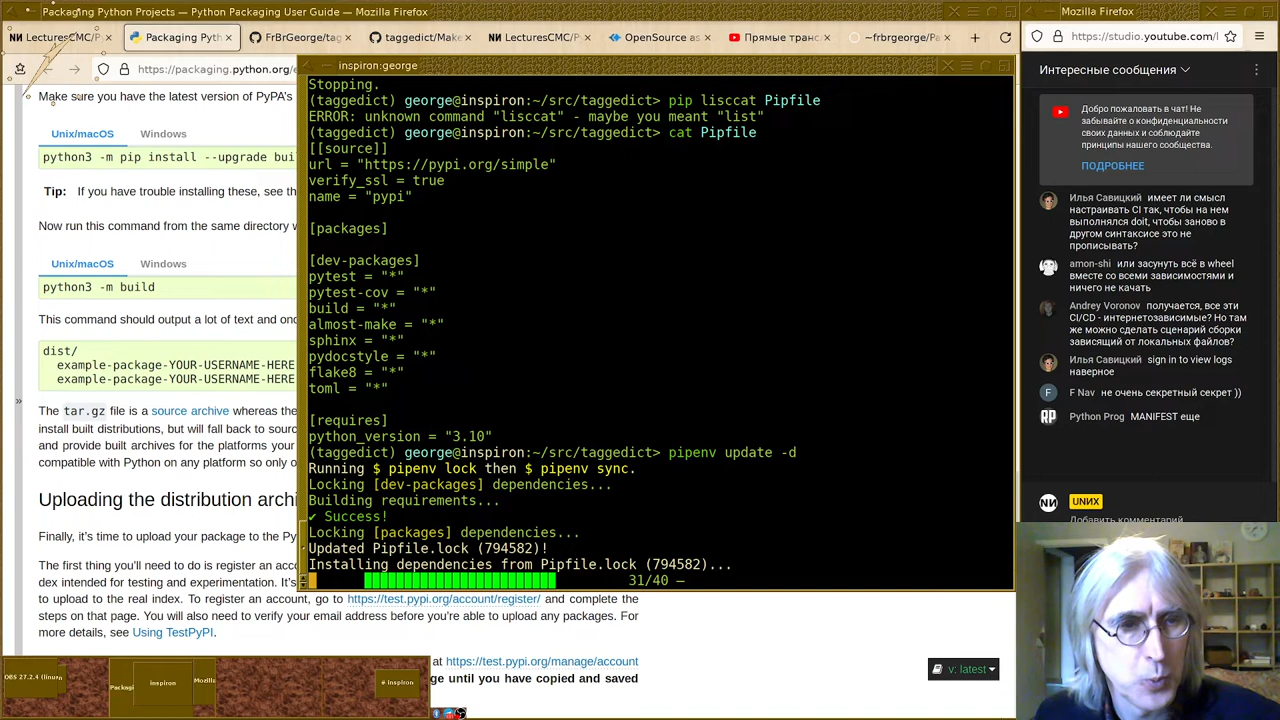 Packaging Python Projects — Python Packaging User Guide — Mozilla Firefox
Mozilla Firefox
LecturesCMC/P
Packaging Pyth
FrBrGeorge/tag
taggedict/Make
LecturesCMC/P
OpenSource as
Прямые транс
~frbrgeorge/Pa
https://packaging.python.org/e
https://studio.youtube.com/l
Make sure you have the latest version of PyPA's
Unix/macOS Windows
python3 -m pip install --upgrade bui
Tip: If you have trouble installing these, see th
Now run this command from the same directory w
Unix/macOS Windows
python3 -m build
This command should output a lot of text and onc
dist/
example-package-YOUR-USERNAME-HERE
example-package-YOUR-USERNAME-HERE
The tar.gz file is a source archive whereas the
install built distributions, but will fall back to sourc
and provide built archives for the platforms your
compatible with Python on any platform so only o
Uploading the distribution archi
Finally, it's time to upload your package to the Py
The first thing you'll need to do is register an acc
dex intended for testing and experimentation. It's
to upload to the real index. To register an account, go to https://test.pypi.org/account/register/ and complete the
steps on that page. You will also need to verify your email address before you're able to upload any packages. For
more details, see Using TestPyPI.
at https://test.pypi.org/manage/account
ge until you have copied and saved
v: latest
inspiron:george
Stopping.
(taggedict) george@inspiron:~/src/taggedict> pip lisccat Pipfile
ERROR: unknown command "lisccat" - maybe you meant "list"
(taggedict) george@inspiron:~/src/taggedict> cat Pipfile
[[source]]
url = "https://pypi.org/simple"
verify_ssl = true
name = "pypi"
[packages]
[dev-packages]
pytest = "*"
pytest-cov = "*"
build = "*"
almost-make = "*"
sphinx = "*"
pydocstyle = "*"
flake8 = "*"
toml = "*"
[requires]
python_version = "3.10"
(taggedict) george@inspiron:~/src/taggedict> pipenv update -d
Running $ pipenv lock then $ pipenv sync.
Locking [dev-packages] dependencies...
Building requirements...
✔ Success!
Locking [packages] dependencies...
Updated Pipfile.lock (794582)!
Installing dependencies from Pipfile.lock (794582)...
31/40 —
Интересные сообщения
Добро пожаловать в чат! Не
забывайте о
конфиденциальности
своих данных и соблюдайте
принципы нашего сообщества.
ПОДРОБНЕЕ
Илья Савицкий имеет ли смысл
настраивать CI так, чтобы на нем
выполнялся doit, чтобы заново в
другом синтаксисе это не
прописывать?
amon-shi или засунуть всё в wheel
вместе со всеми зависимостями и
ничего не качать
Andrey Voronov получается, все эти
CI/CD - интернетозависимые? Но там
же можно сделать сценарий сборки
зависящий от локальных файлов?
Илья Савицкий sign in to view logs
наверное
F Nav не очень секретный секрет ))
Python Prog MANIFEST еще
UNИX
Добавить комментарий
OBS 27.2.4 (linux)
Packagi
inspiron
Mozilla
# inspiron